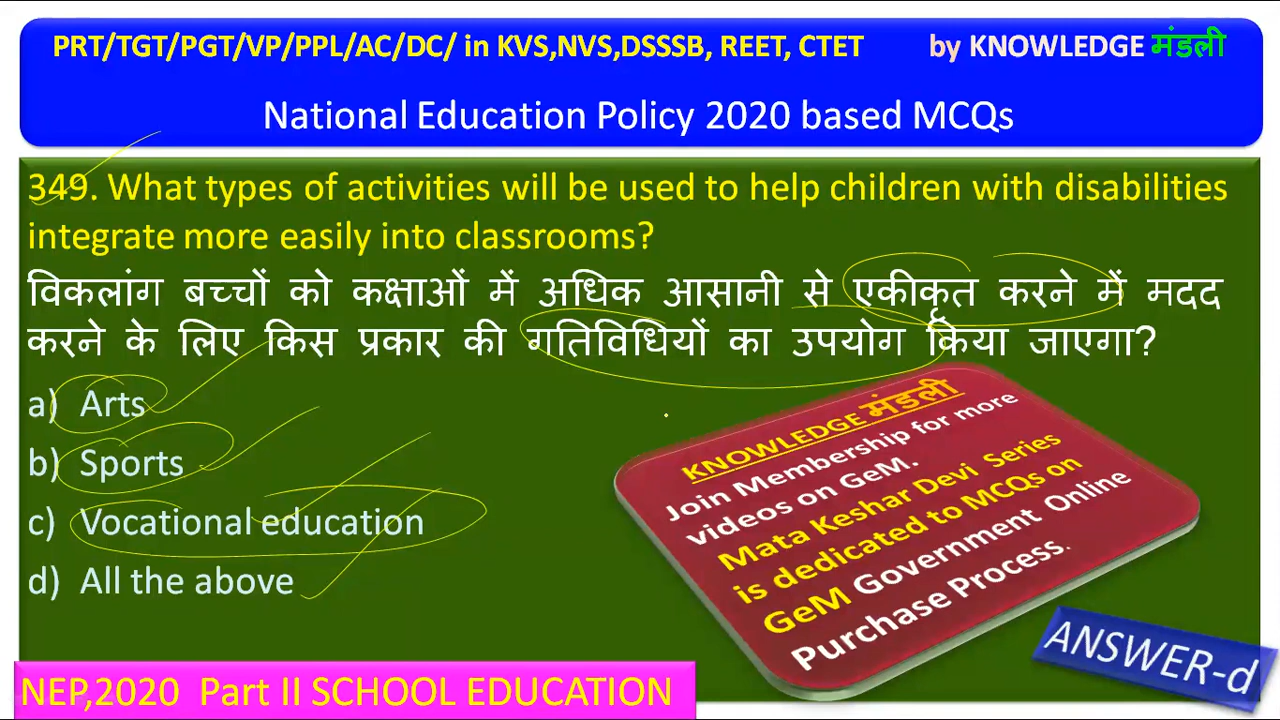 PRT/TGT/PGT/VP/PPL/AC/DC/ in KVS,NVS,DSSSB, REET, CTET by KNOWLEDGE मंडली
National Education Policy 2020 based MCQs
349. What types of activities will be used to help children with disabilities
integrate more easily into classrooms?
विकलांग बच्चों को कक्षाओं में अधिक आसानी से एकीकृत करने में मदद
करने के लिए किस प्रकार की गतिविधियों का उपयोग किया जाएगा?
a) Arts
b) Sports
c) Vocational education
d) All the above
KNOWLEDGE मंडली
Join Membership for more
videos on GeM.
Mata Keshar Devi Series
is dedicated to MCQs on
GeM Government Online
Purchase Process.
ANSWER-d
NEP,2020 Part II SCHOOL EDUCATION